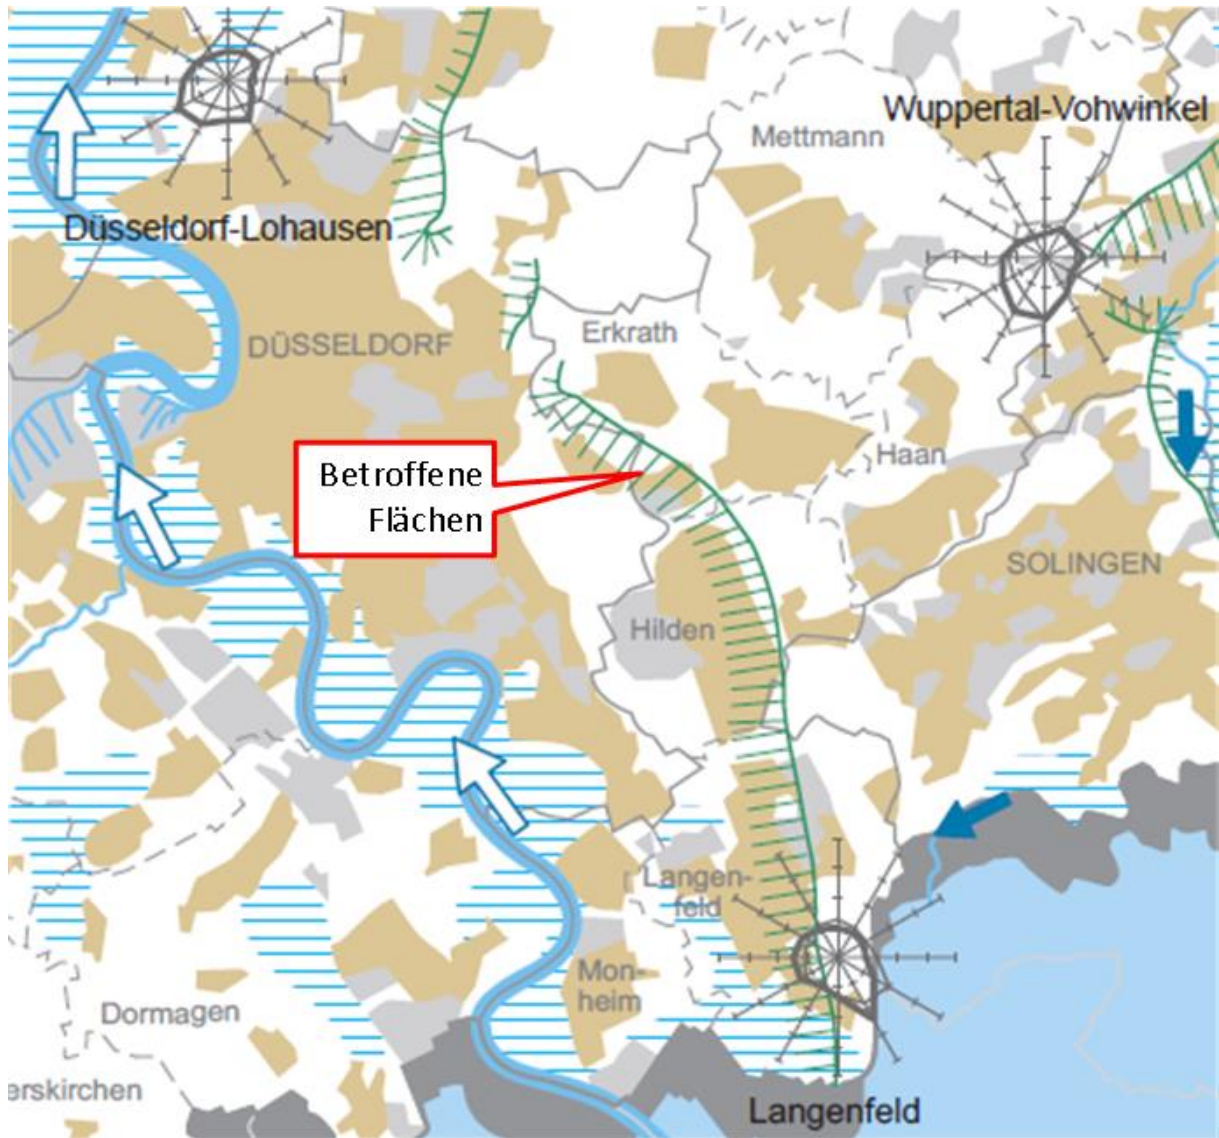 Wuppertal-Vohwinkel
Mettmann
Düsseldorf-Lohausen
Erkrath
DÜSSELDORF
Haan
Betroffene
Flächen
SOLINGEN
Hilden
Langen-
feld
Mon-
heim
Dormagen
erskirchen
Langenfeld